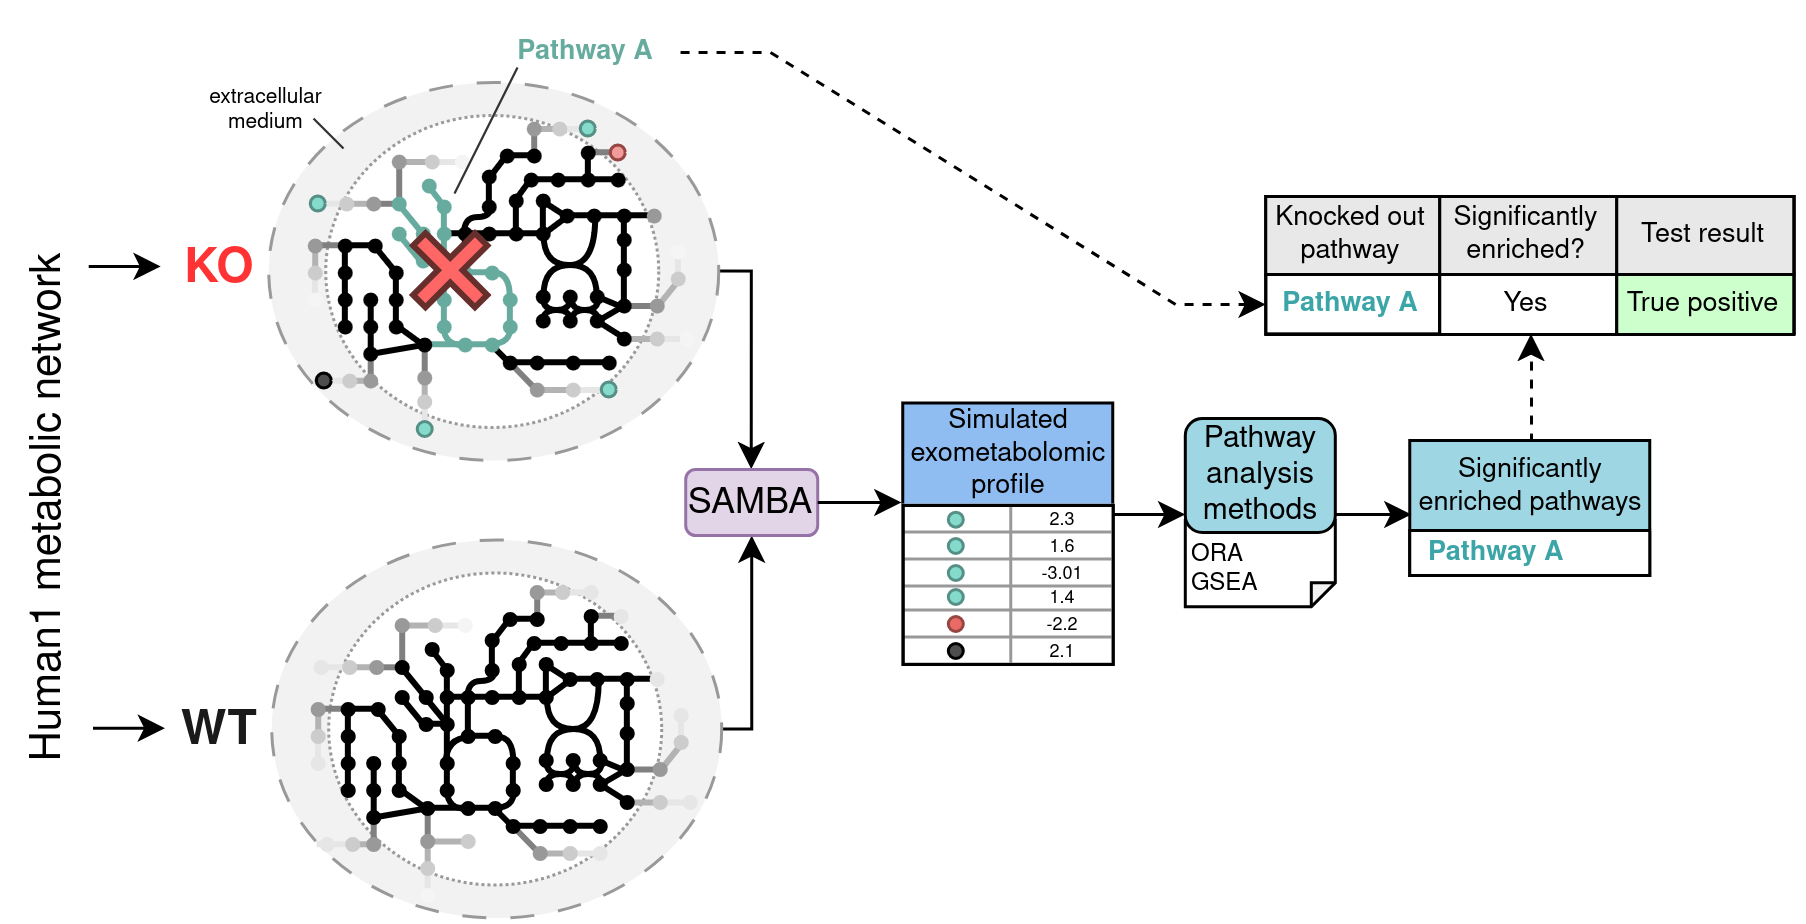 Pathway A
extracellular
medium
Human1 metabolic network
KO
WT
SAMBA
Simulated
exometabolomic
profile
2.3
1.6
-3.01
1.4
-2.2
2.1
Pathway
analysis
methods
ORA
GSEA
Significantly
enriched pathways
Pathway A
Knocked out
pathway
Significantly
enriched?
Test result
Pathway A
Yes
True positive